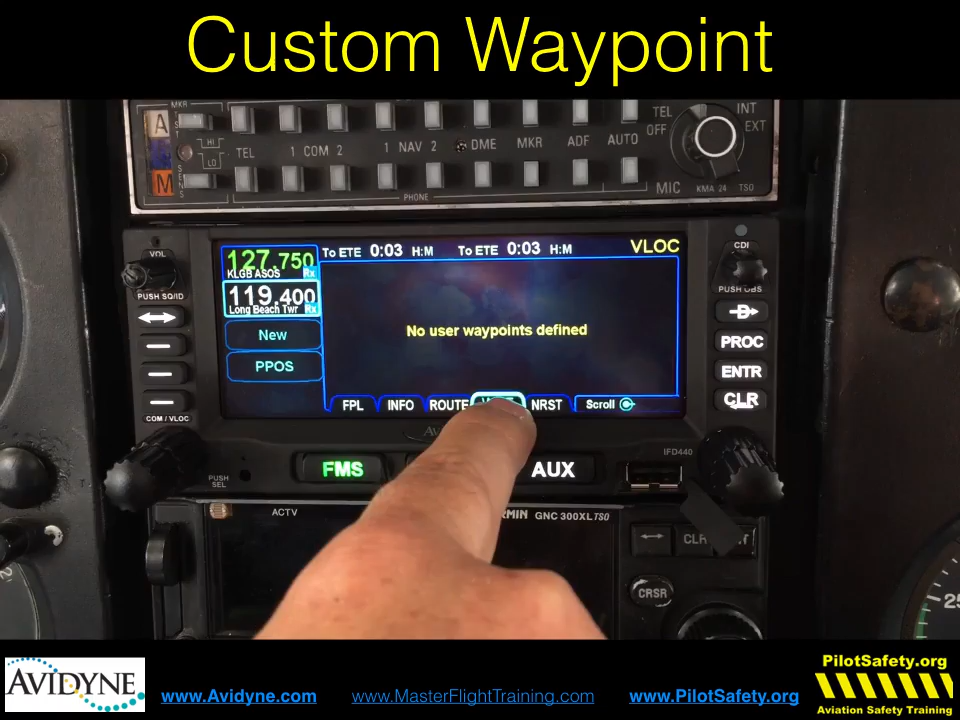 Custom Waypoint
MKR
A
M
HI
LO
SENS
TEL 1 COM 2 1 NAV 2 DME MKR ADF AUTO
PHONE
TEL
OFF
INT
EXT
MIC
KMA 24 TSO
VOL
PUSH SQ/ID
COM / VLOC
PUSH
SEL
127.750
KLGB ASOS Rx
119.400
Long Beach Twr Rx
New
PPOS
To ETE 0:03 H:M To ETE 0:03 H:M VLOC
No user waypoints defined
FPL INFO ROUTE NRST Scroll
CDI
PUSH OBS
D
PROC
ENTR
CLR
FMS AUX
IFD440
ACTV
GNC 300XL TSO
CLR
CRSR
25
AVIDYNE
www.Avidyne.com www.MasterFlightTraining.com www.PilotSafety.org
PilotSafety.org
Aviation Safety Training